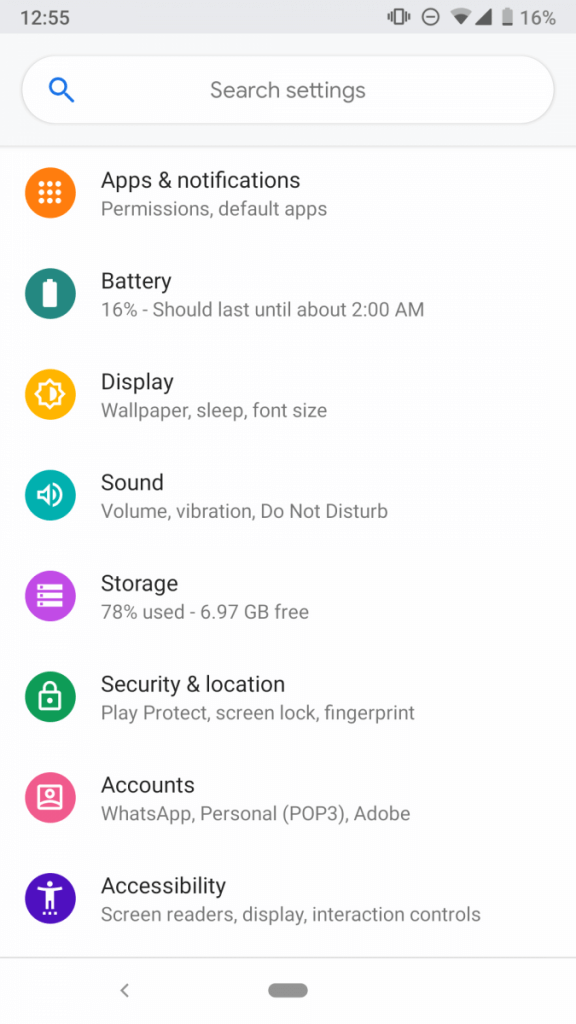 12:55 16%
Search settings
Apps & notifications
Permissions, default apps
Battery
16% - Should last until about 2:00 AM
Display
Wallpaper, sleep, font size
Sound
Volume, vibration, Do Not Disturb
Storage
78% used - 6.97 GB free
Security & location
Play Protect, screen lock, fingerprint
Accounts
WhatsApp, Personal (POP3), Adobe
Accessibility
Screen readers, display, interaction controls